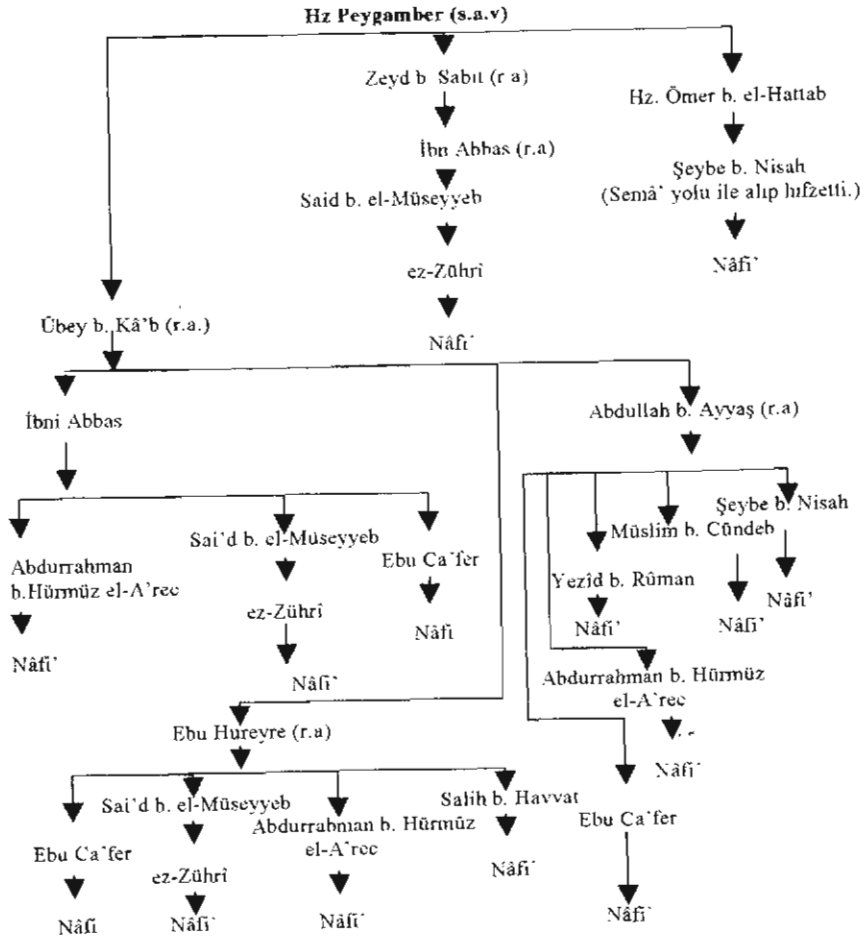 Hz Peygamber (s.a.v)
Zeyd b. Sabit (r a)
Hz. Ömer b. el-Hattab
İbn Abbas (r.a)
Şeybe b. Nisah
(Semâ' yolu ile alıp hıfzetti.)
Said b. el-Müseyyeb
ez-Zührî
Nâfi'
Übey b. Kâ'b (r.a.)
Nâfi'
İbni Abbas
Abdullah b. Ayyaş (r.a)
Abdurrahman
b.Hürmüz el-A'rec
Sai'd b. el-Müseyyeb
Ebu Ca'fer
Şeybe b. Nisah
Müslim b. Cündeb
Yezîd b. Rûman
ez-Zührî
Nâfi
Nâfi'
Nâfi'
Nâfi'
Nâfi'
Nâfi'
Abdurrahman b. Hürmüz
el-A'rec
Nâfi'
Ebu Hureyre (r.a)
Sai'd b. el-Müseyyeb
Salih b. Havvat
Ebu Ca'fer
Abdurrahman b. Hürmüz
el-A'rec
Ebu Ca'fer
ez-Zührî
Nâfi'
Nâfi
Nâfi'
Nâfi'
Nâfi'